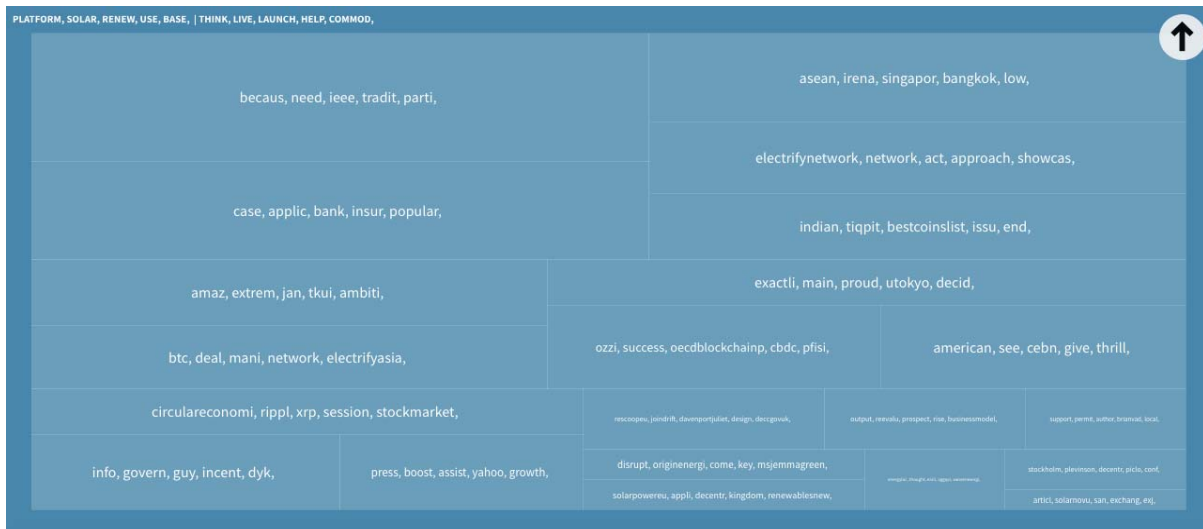 PLATFORM, SOLAR, RENEW, USE, BASE, | THINK, LIVE, LAUNCH, HELP, COMMOD,
becaus, need, ieee, tradit, parti,
asean, irena, singapor, bangkok, low,
electrifynetwork, network, act, approach, showcas,
case, applic, bank, insur, popular,
indian, tiqpit, bestcoinslist, issu, end,
amaz, extrem, jan, tkui, ambiti,
exactli, main, proud, utokyo, decid,
btc, deal, mani, network, electrifyasia,
ozzi, success, oecdblockchainp, cbdc, pfisi,
american, see, cebn, give, thrill,
circulareconomi, rippl, xrp, session, stockmarket,
rescoopeu, joindrift, davenportjuliet, design, deccgovuk,
output, reevalu, prospect, rise, businessmodel,
support, permit, author, local,
info, govern, guy, incent, dyk,
press, boost, assist, yahoo, growth,
disrupt, originenergi, come, key, msjemmagreen,
solarpowereu, appli, decentr, kingdom, renewablesnew,
stockholm, plevinson, decentr, piclo, conf,
articl, solarnovu, san, exchang, exj,